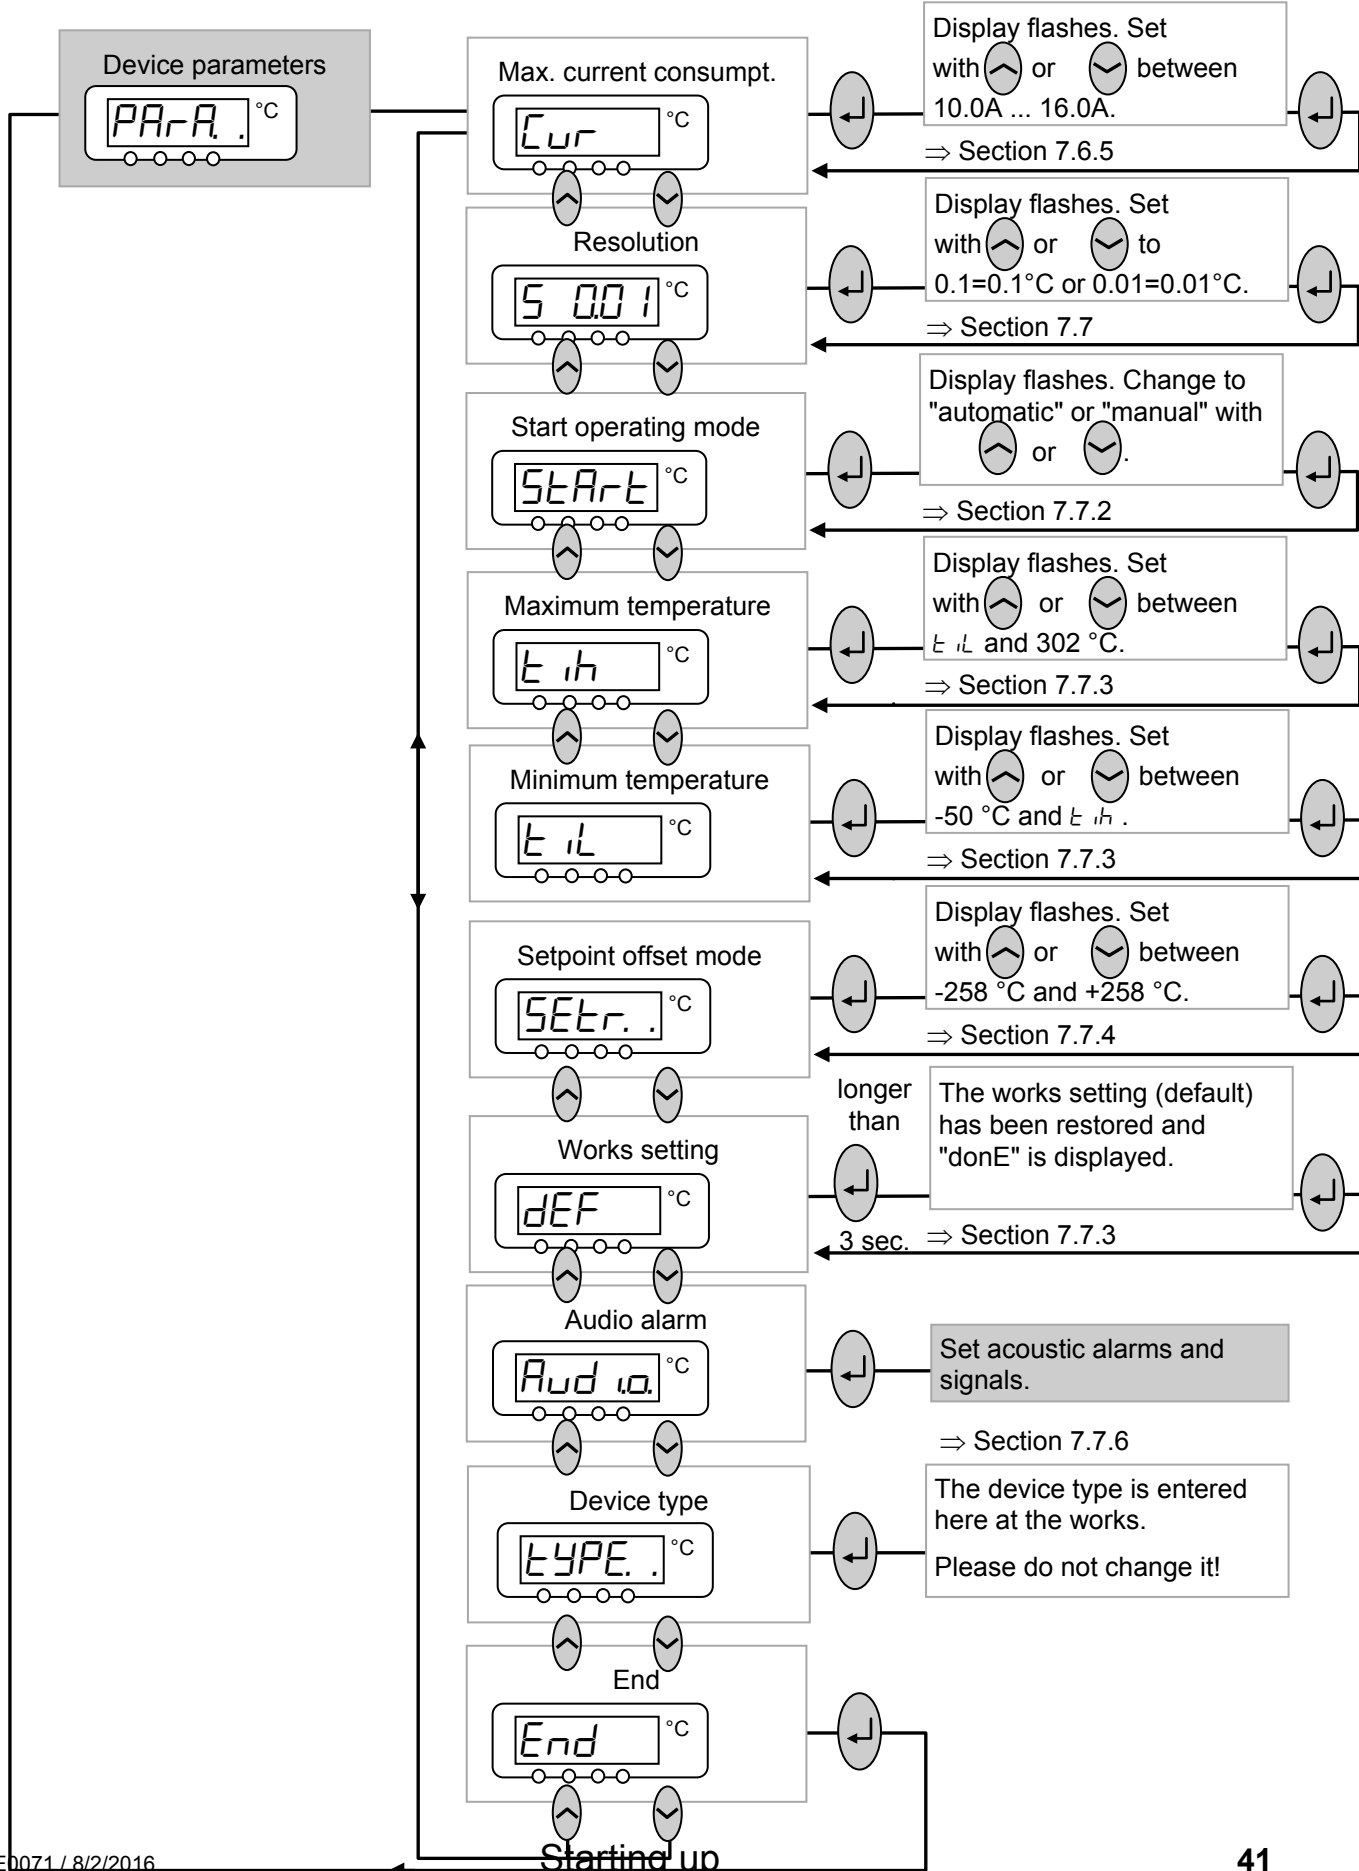 Device parameters
PArA. . °C
Max. current consumpt.
Cur °C
Display flashes. Set
with or between
10.0A ... 16.0A.
⇒ Section 7.6.5
Resolution
S 0.01 °C
Display flashes. Set
with or to
0.1=0.1°C or 0.01=0.01°C.
⇒ Section 7.7
Start operating mode
StArt °C
Display flashes. Change to
"automatic" or "manual" with
or .
⇒ Section 7.7.2
Maximum temperature
t ih °C
Display flashes. Set
with or between
t iL and 302 °C.
⇒ Section 7.7.3
Minimum temperature
t iL °C
Display flashes. Set
with or between
-50 °C and t ih .
⇒ Section 7.7.3
Setpoint offset mode
SEtr. . °C
Display flashes. Set
with or between
-258 °C and +258 °C.
⇒ Section 7.7.4
Works setting
dEF °C
longer
than
3 sec.
The works setting (default)
has been restored and
"donE" is displayed.
⇒ Section 7.7.3
Audio alarm
Aud i.o. °C
Set acoustic alarms and
signals.
⇒ Section 7.7.6
Device type
tYPE. . °C
The device type is entered
here at the works.
Please do not change it!
End
End °C
E0071 / 8/2/2016
Starting up
41